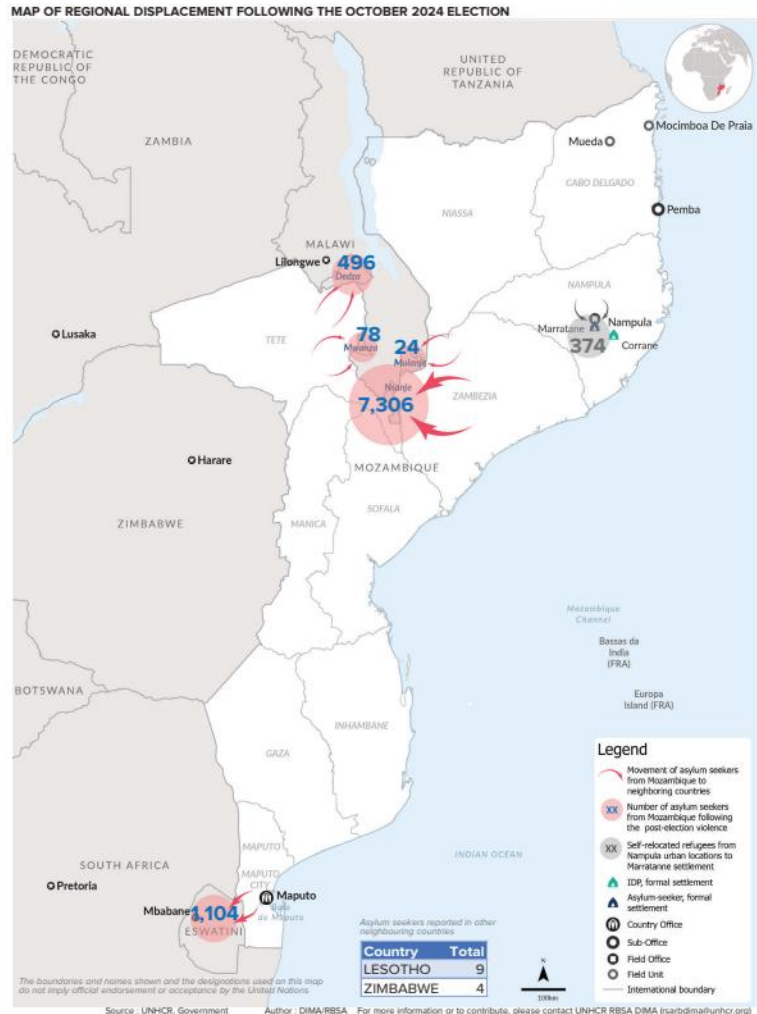 MAP OF REGIONAL DISPLACEMENT FOLLOWING THE OCTOBER 2024 ELECTION
DEMOCRATIC
REPUBLIC OF
THE CONGO
UNITED
REPUBLIC OF
TANZANIA
ZAMBIA
Mocimboa De Praia
Mueda
CABO DELGADO
NIASSA
Pemba
MALAWI
Lilongwe
496
Dedza
NAMPULA
Lusaka
TETE
78
Mwanza
24
Mulanje
Marratane
Nampula
374
Corrane
Nsanje
7,306
ZAMBEZIA
Harare
MOZAMBIQUE
SOFALA
MANICA
ZIMBABWE
Mozambique
Channel
Bassas da
India
(FRA)
Europa
Island (FRA)
BOTSWANA
INHAMBANE
GAZA
Legend
Movement of asylum seekers
from Mozambique to
neighboring countries
XX
Number of asylum seekers
from Mozambique following
the post-election violence
XX
Self-relocated refugees from
Nampula urban locations to
Marratanne settlement
IDP, formal settlement
Asylum-seeker, formal
settlement
Country Office
Sub-Office
Field Office
Field Unit
International boundary
MAPUTO
INDIAN OCEAN
SOUTH AFRICA
MAPUTO
CITY
Pretoria
Maputo
de Maputo
Mbabane
1,104
ESWATINI
Asylum seekers reported in other
neighbouring countries
Country Total
LESOTHO 9
ZIMBABWE 4
N
100km
The boundaries and names shown and the designations used on this map
do not imply official endorsement or acceptance by the United Nations
Source : UNHCR, Government Author : DIMA/RBSA For more information or to contribute, please contact UNHCR RBSA DIMA (rsarbdima@unhcr.org)